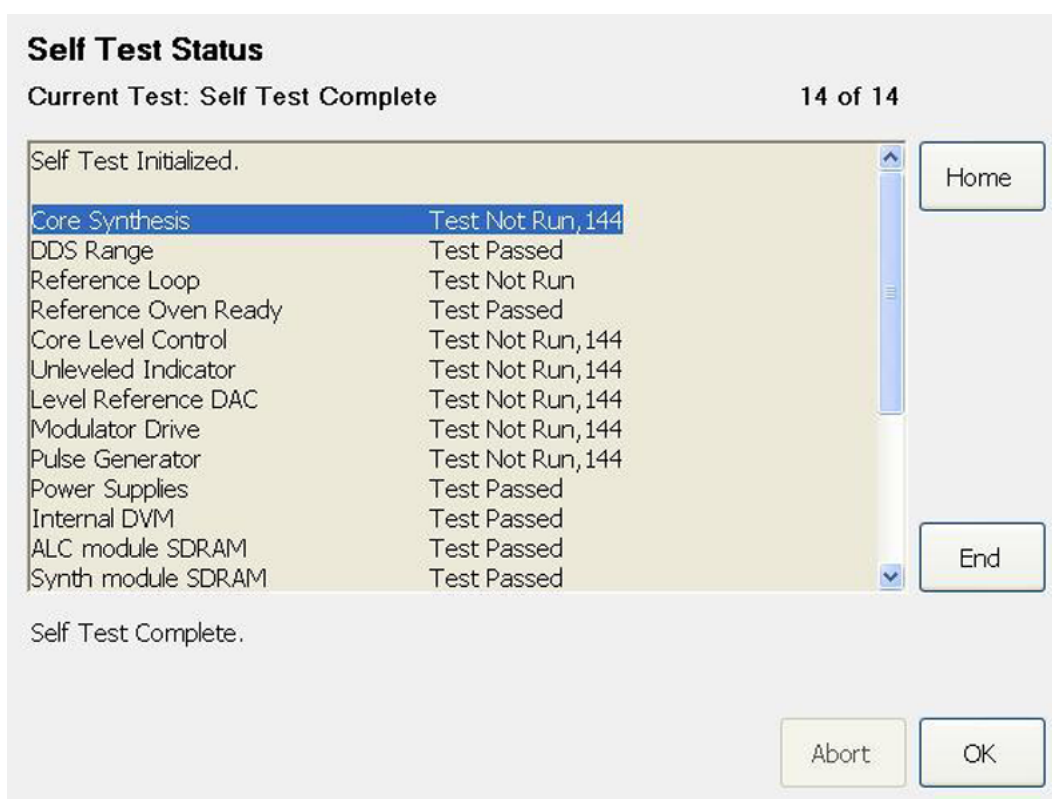 Self Test Status
Current Test: Self Test Complete 14 of 14
Self Test Initialized.
Home
Core Synthesis Test Not Run,144
DDS Range Test Passed
Reference Loop Test Not Run
Reference Oven Ready Test Passed
Core Level Control Test Not Run,144
Unleveled Indicator Test Not Run,144
Level Reference DAC Test Not Run,144
Modulator Drive Test Not Run,144
Pulse Generator Test Not Run,144
Power Supplies Test Passed
Internal DVM Test Passed
ALC module SDRAM Test Passed
Synth module SDRAM Test Passed
End
Self Test Complete.
Abort OK